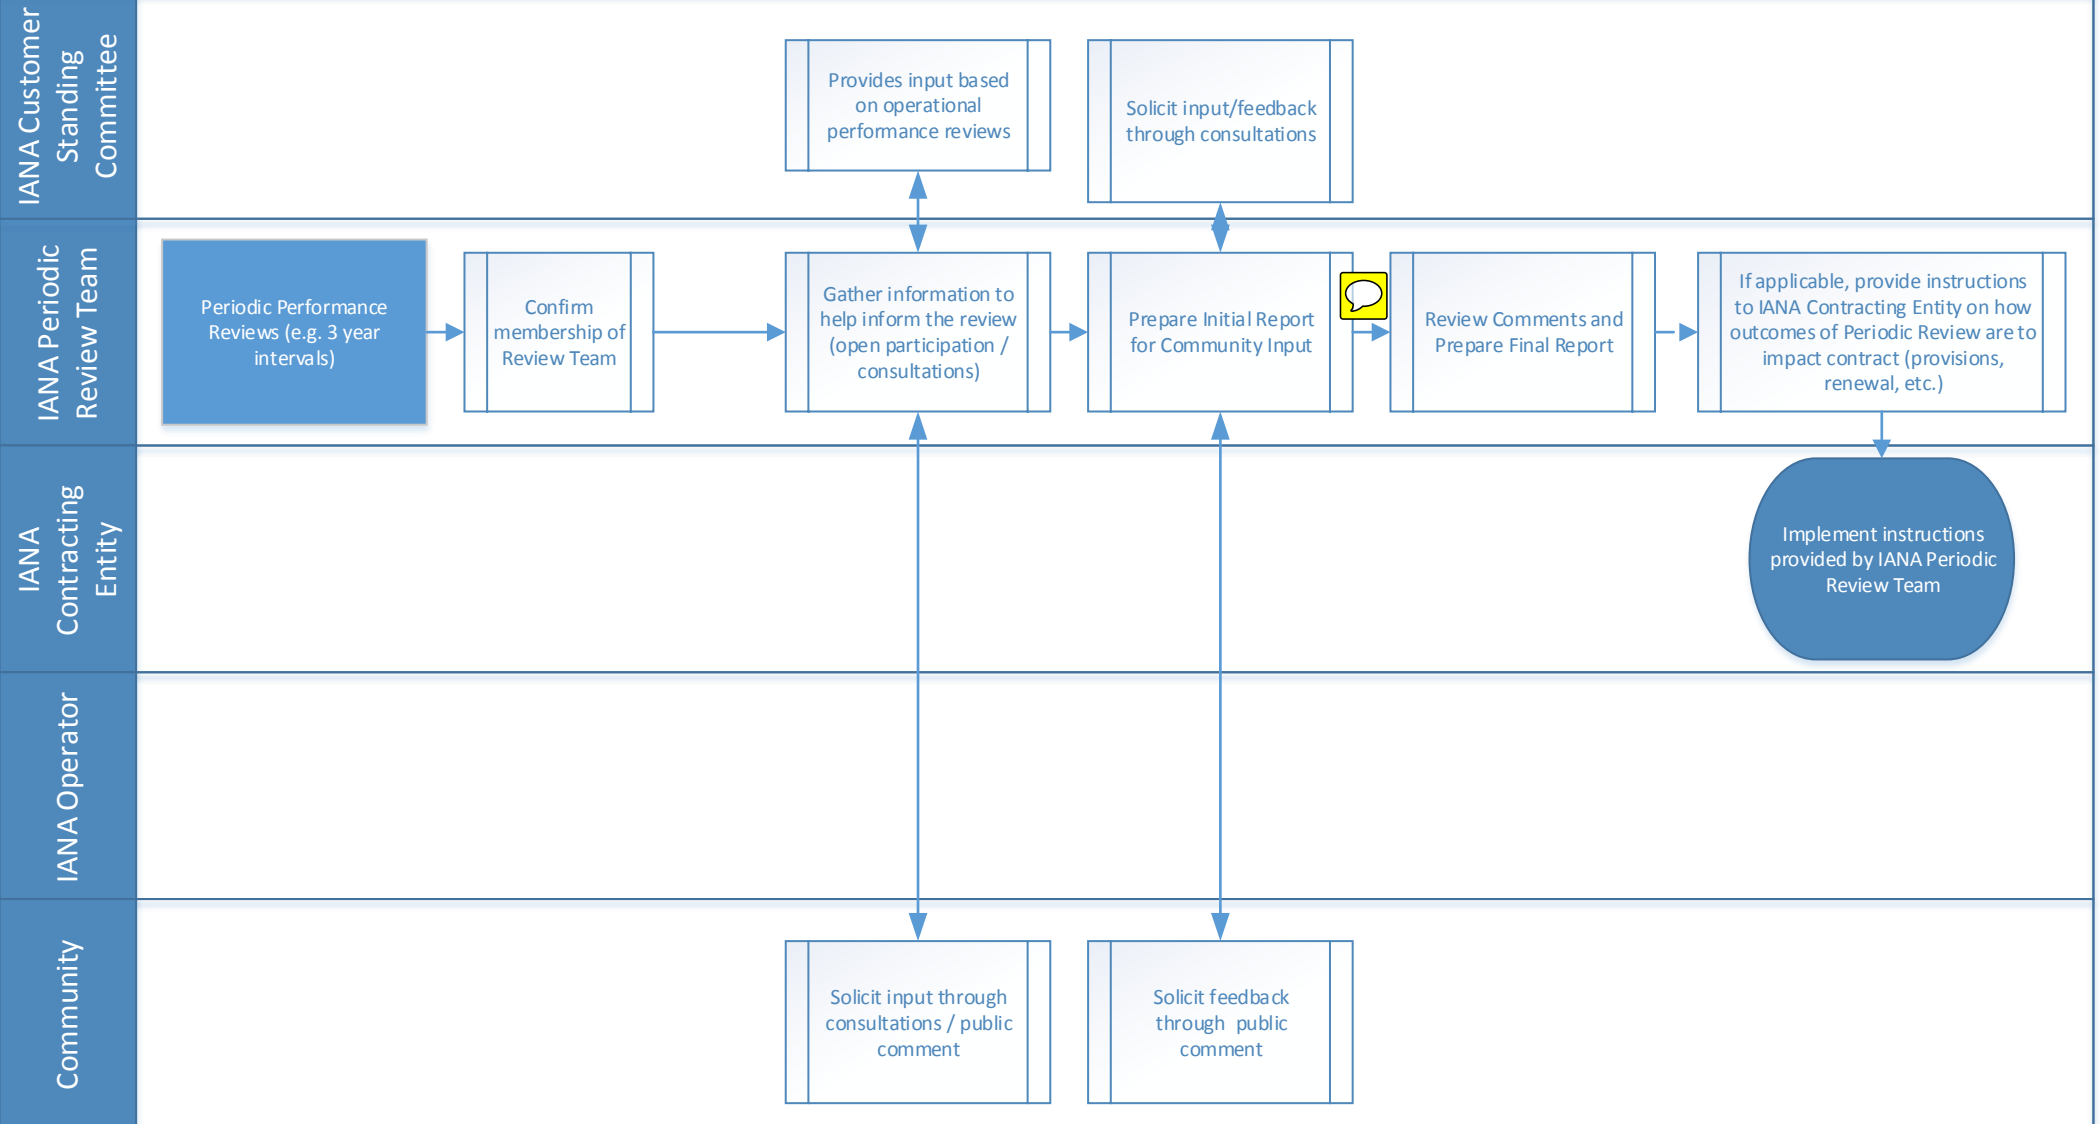 IANA Customer
Standing
Committee
Provides input based
on operational
performance reviews
Solicit input/feedback
through consultations
IANA Periodic
Review Team
Periodic Performance
Reviews (e.g. 3 year
intervals)
Confirm
membership of
Review Team
Gather information to
help inform the review
(open participation /
consultations)
Prepare Initial Report
for Community Input
Review Comments and
Prepare Final Report
If applicable, provide instructions
to IANA Contracting Entity on how
outcomes of Periodic Review are to
impact contract (provisions,
renewal, etc.)
IANA
Contracting
Entity
Implement instructions
provided by IANA Periodic
Review Team
IANA Operator
Community
Solicit input through
consultations / public
comment
Solicit feedback
through public
comment